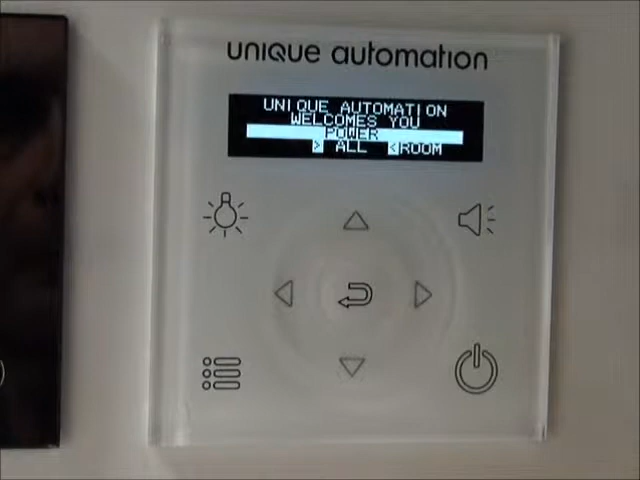 unique automation
UNIQUE AUTOMATION
WELCOMES YOU
POWER
> ALL <ROOM